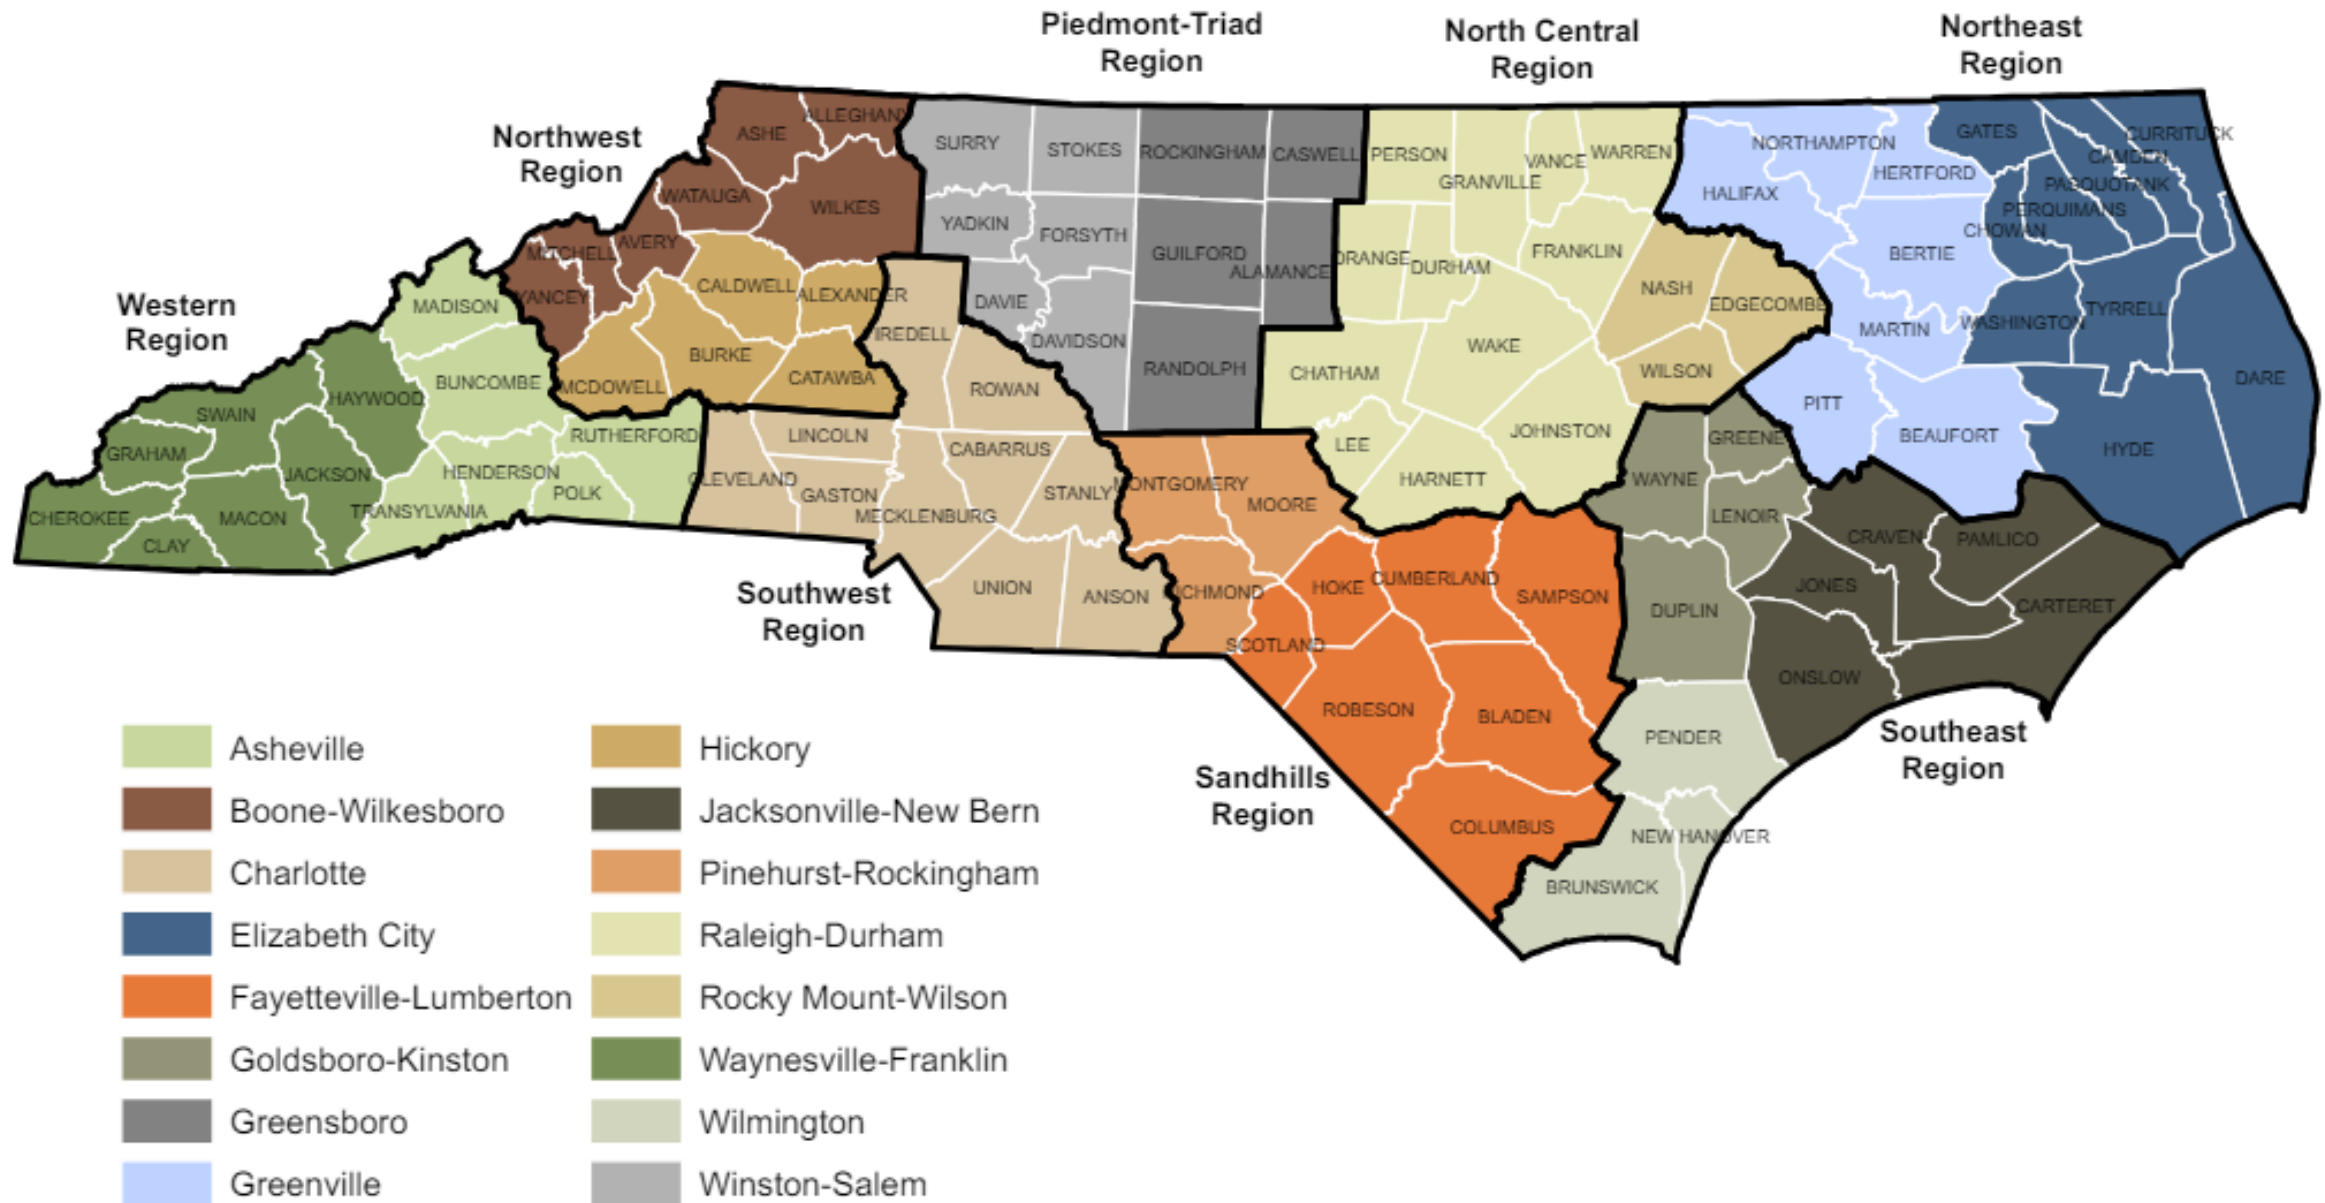 Piedmont-Triad
Region
North Central
Region
Northeast
Region
Northwest
Region
Western
Region
Southwest
Region
Sandhills
Region
Southeast
Region
ASHE
ALLEGHANY
WATAUGA
WILKES
MITCHELL
AVERY
YANCEY
CALDWELL
ALEXANDER
BURKE
MCDOWELL
CATAWBA
MADISON
BUNCOMBE
HAYWOOD
SWAIN
GRAHAM
JACKSON
CHEROKEE
MACON
CLAY
RUTHERFORD
HENDERSON
POLK
TRANSYLVANIA
SURRY
STOKES
ROCKINGHAM
CASWELL
YADKIN
FORSYTH
GUILFORD
ALAMANCE
DAVIE
DAVIDSON
RANDOLPH
IREDELL
ROWAN
LINCOLN
CABARRUS
CLEVELAND
GASTON
STANLY
MECKLENBURG
UNION
ANSON
PERSON
GRANVILLE
VANCE
WARREN
ORANGE
DURHAM
FRANKLIN
NASH
EDGECOMBE
WAKE
CHATHAM
WILSON
LEE
JOHNSTON
HARNETT
MONTGOMERY
MOORE
RICHMOND
HOKE
CUMBERLAND
SAMPSON
SCOTLAND
ROBESON
BLADEN
COLUMBUS
NORTHAMPTON
GATES
CURRITUCK
CAMDEN
HERTFORD
HALIFAX
PASQUOTANK
PERQUIMANS
CHOWAN
BERTIE
MARTIN
WASHINGTON
TYRRELL
DARE
PITT
BEAUFORT
HYDE
GREENE
WAYNE
LENOIR
CRAVEN
PAMLICO
JONES
CARTERET
DUPLIN
ONSLOW
PENDER
NEW HANOVER
BRUNSWICK
Asheville
Boone-Wilkesboro
Charlotte
Elizabeth City
Fayetteville-Lumberton
Goldsboro-Kinston
Greensboro
Greenville
Hickory
Jacksonville-New Bern
Pinehurst-Rockingham
Raleigh-Durham
Rocky Mount-Wilson
Waynesville-Franklin
Wilmington
Winston-Salem